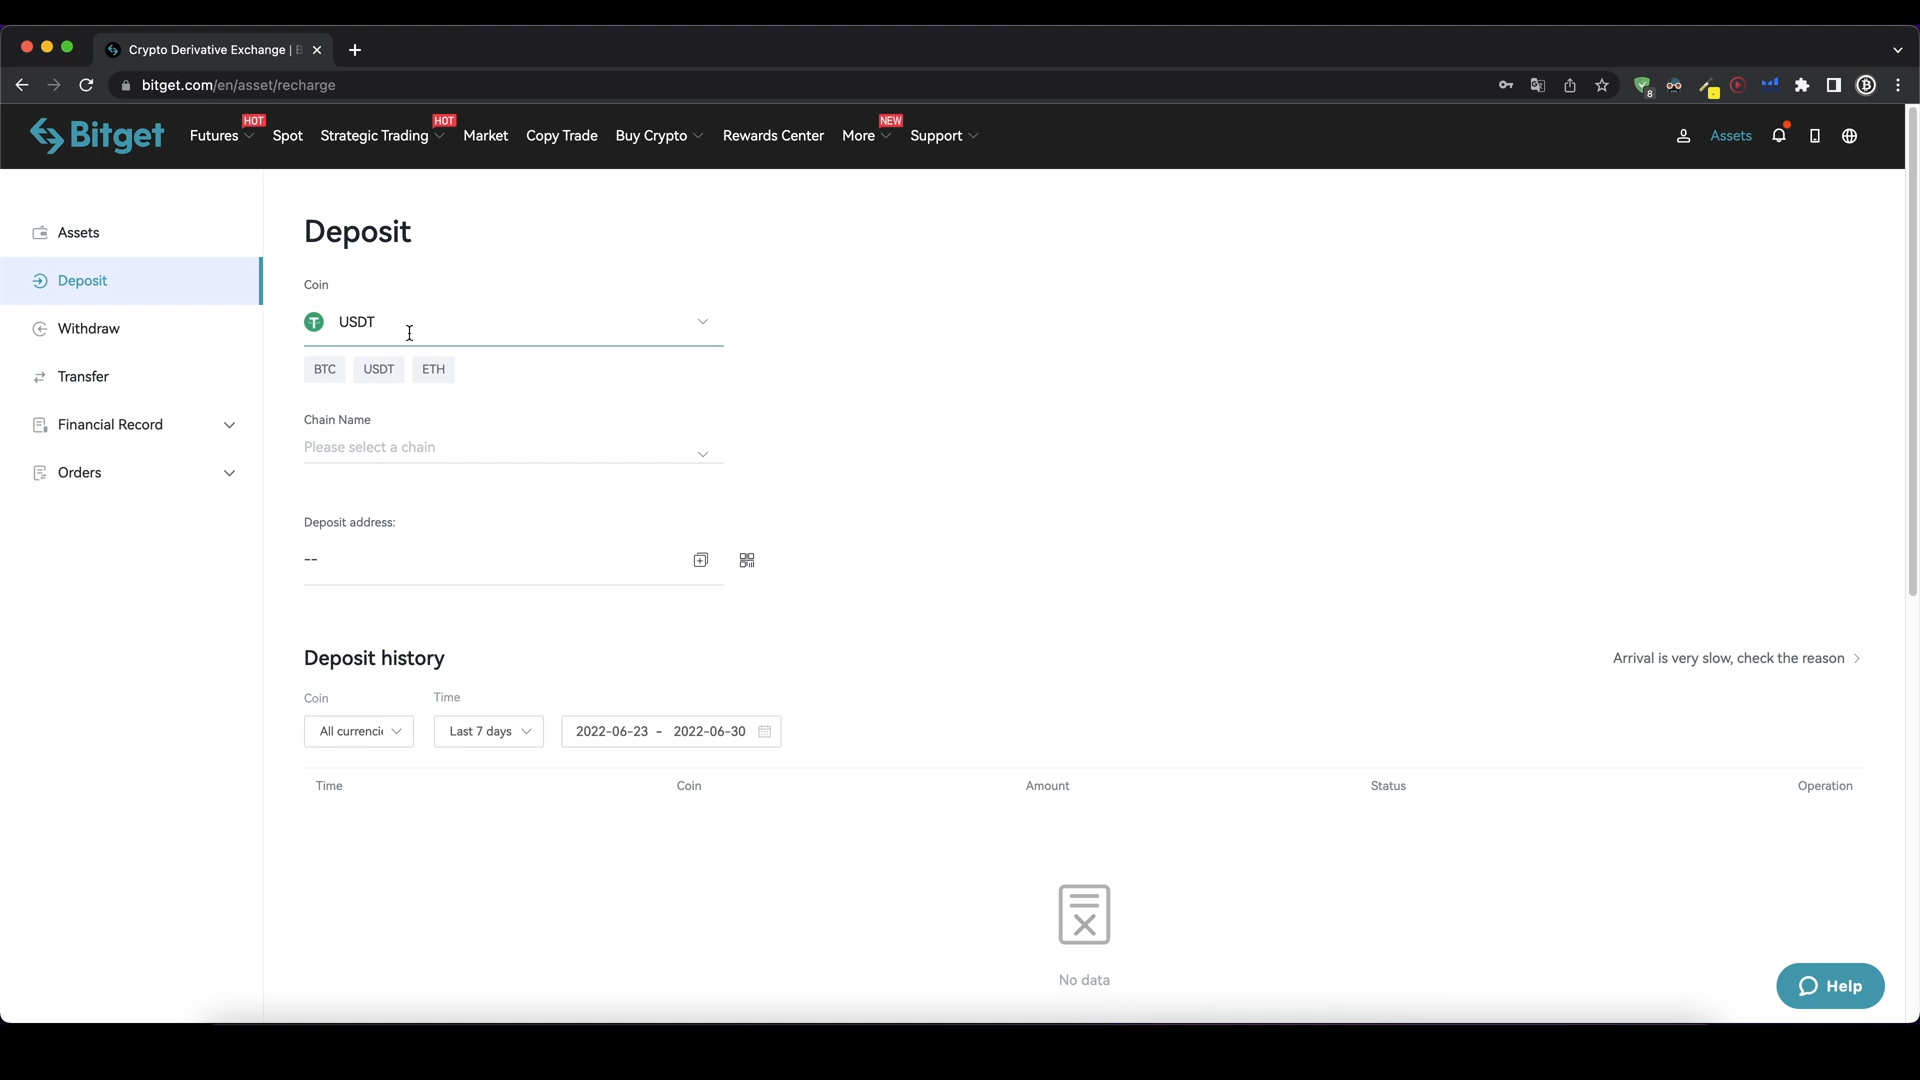 Crypto Derivative Exchange | B
bitget.com/en/asset/recharge
8
Bitget
Futures HOT
Spot
Strategic Trading HOT
Market
Copy Trade
Buy Crypto
Rewards Center
More NEW
Support
Assets
Assets
Deposit
Withdraw
Transfer
Financial Record
Orders
Deposit
Coin
USDT
BTC USDT ETH
Chain Name
Please select a chain
Deposit address:
--
Deposit history
Arrival is very slow, check the reason
Coin Time
All currencie Last 7 days 2022-06-23 - 2022-06-30
Time Coin Amount Status Operation
No data
Help